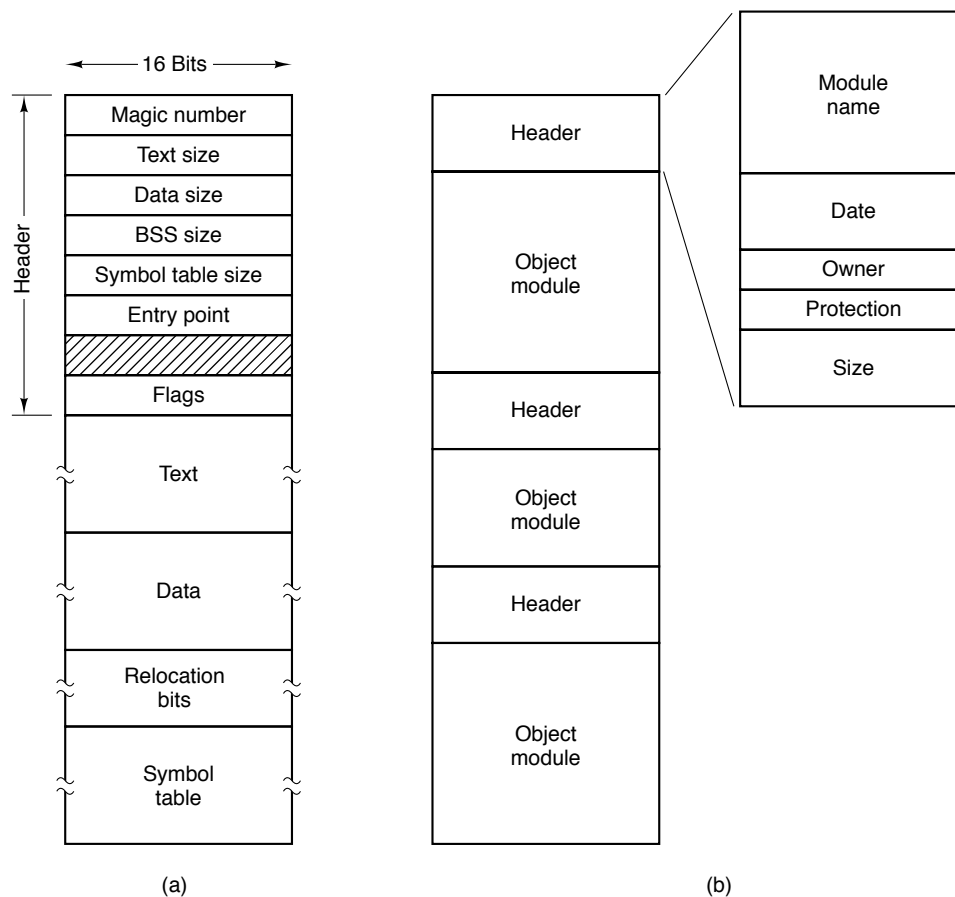 16 Bits
Header
Magic number
Text size
Data size
BSS size
Symbol table size
Entry point
Flags
Text
Data
Relocation
bits
Symbol
table
(a)
Header
Object
module
Header
Object
module
Header
Object
module
Module
name
Date
Owner
Protection
Size
(b)